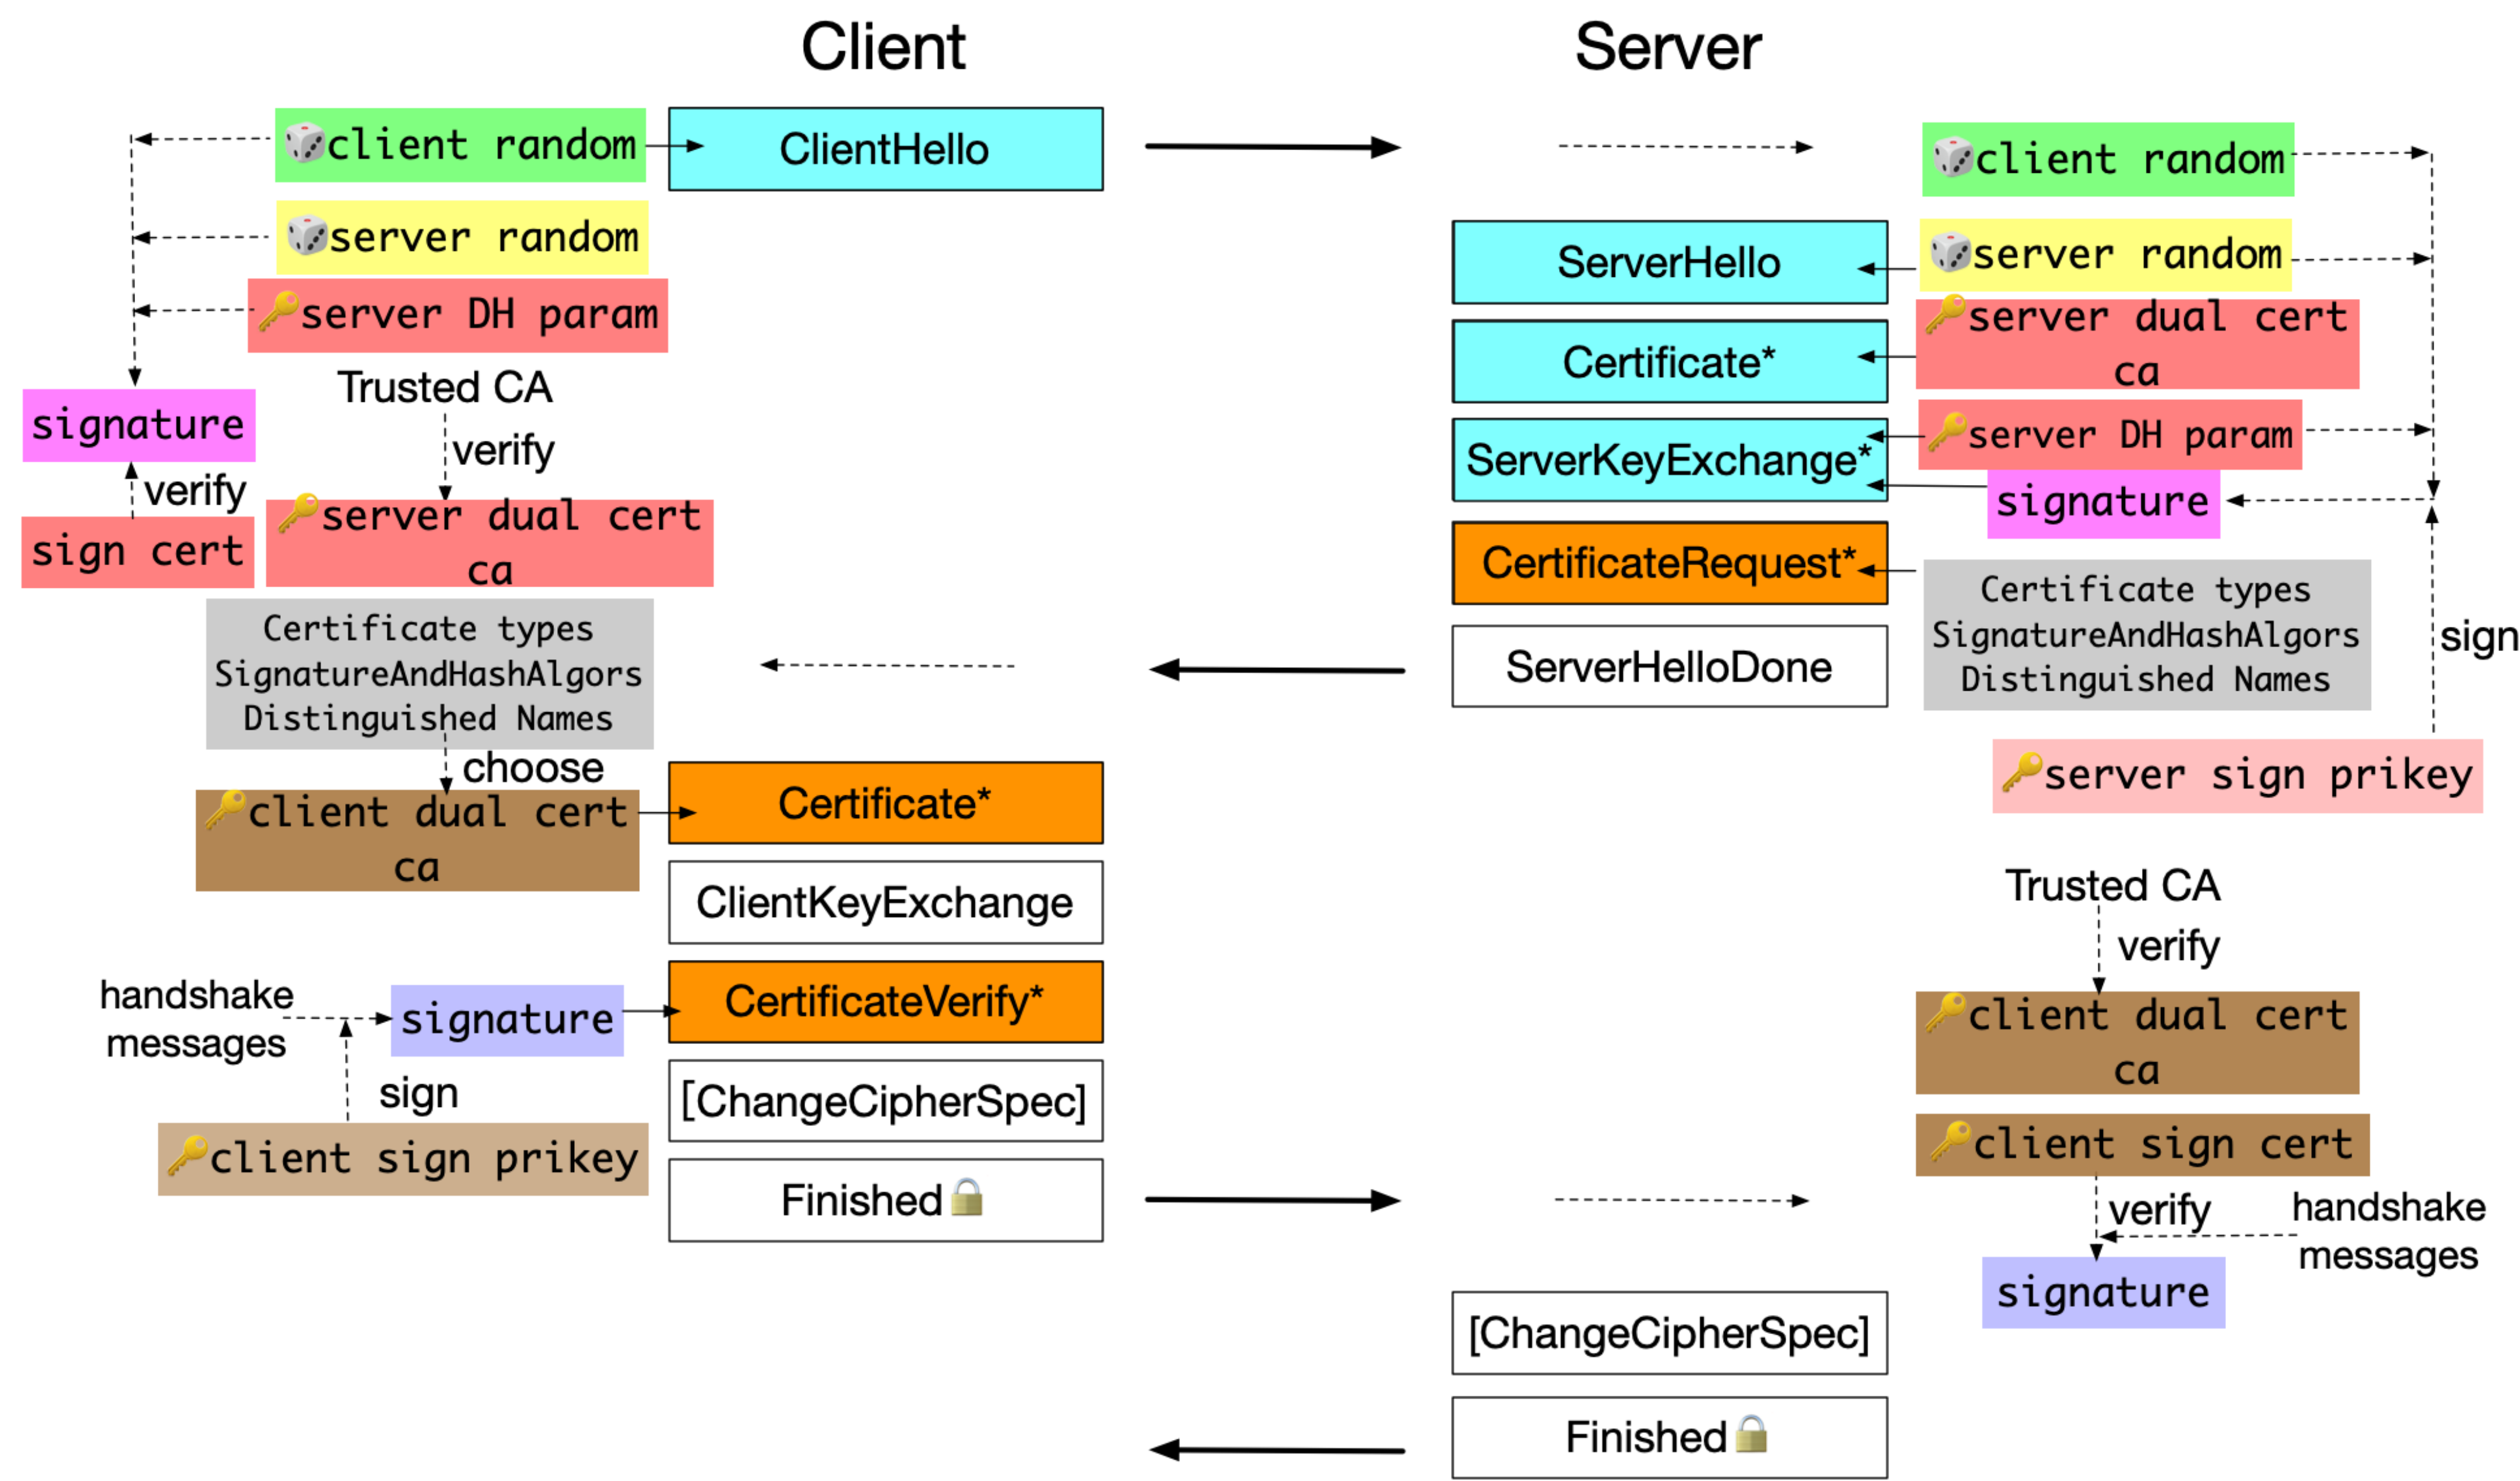 Client
Server
client random
ClientHello
client random
server random
ServerHello
server random
server DH param
Certificate*
server dual cert
ca
Trusted CA
verify
signature
verify
sign cert
server dual cert
ca
ServerKeyExchange*
server DH param
signature
CertificateRequest*
Certificate types
SignatureAndHashAlgors
Distinguished Names
sign
Certificate types
SignatureAndHashAlgors
Distinguished Names
ServerHelloDone
choose
server sign prikey
client dual cert
ca
Certificate*
ClientKeyExchange
Trusted CA
verify
handshake
messages
signature
CertificateVerify*
client dual cert
ca
sign
[ChangeCipherSpec]
client sign prikey
client sign cert
Finished
verify
handshake
messages
signature
[ChangeCipherSpec]
Finished